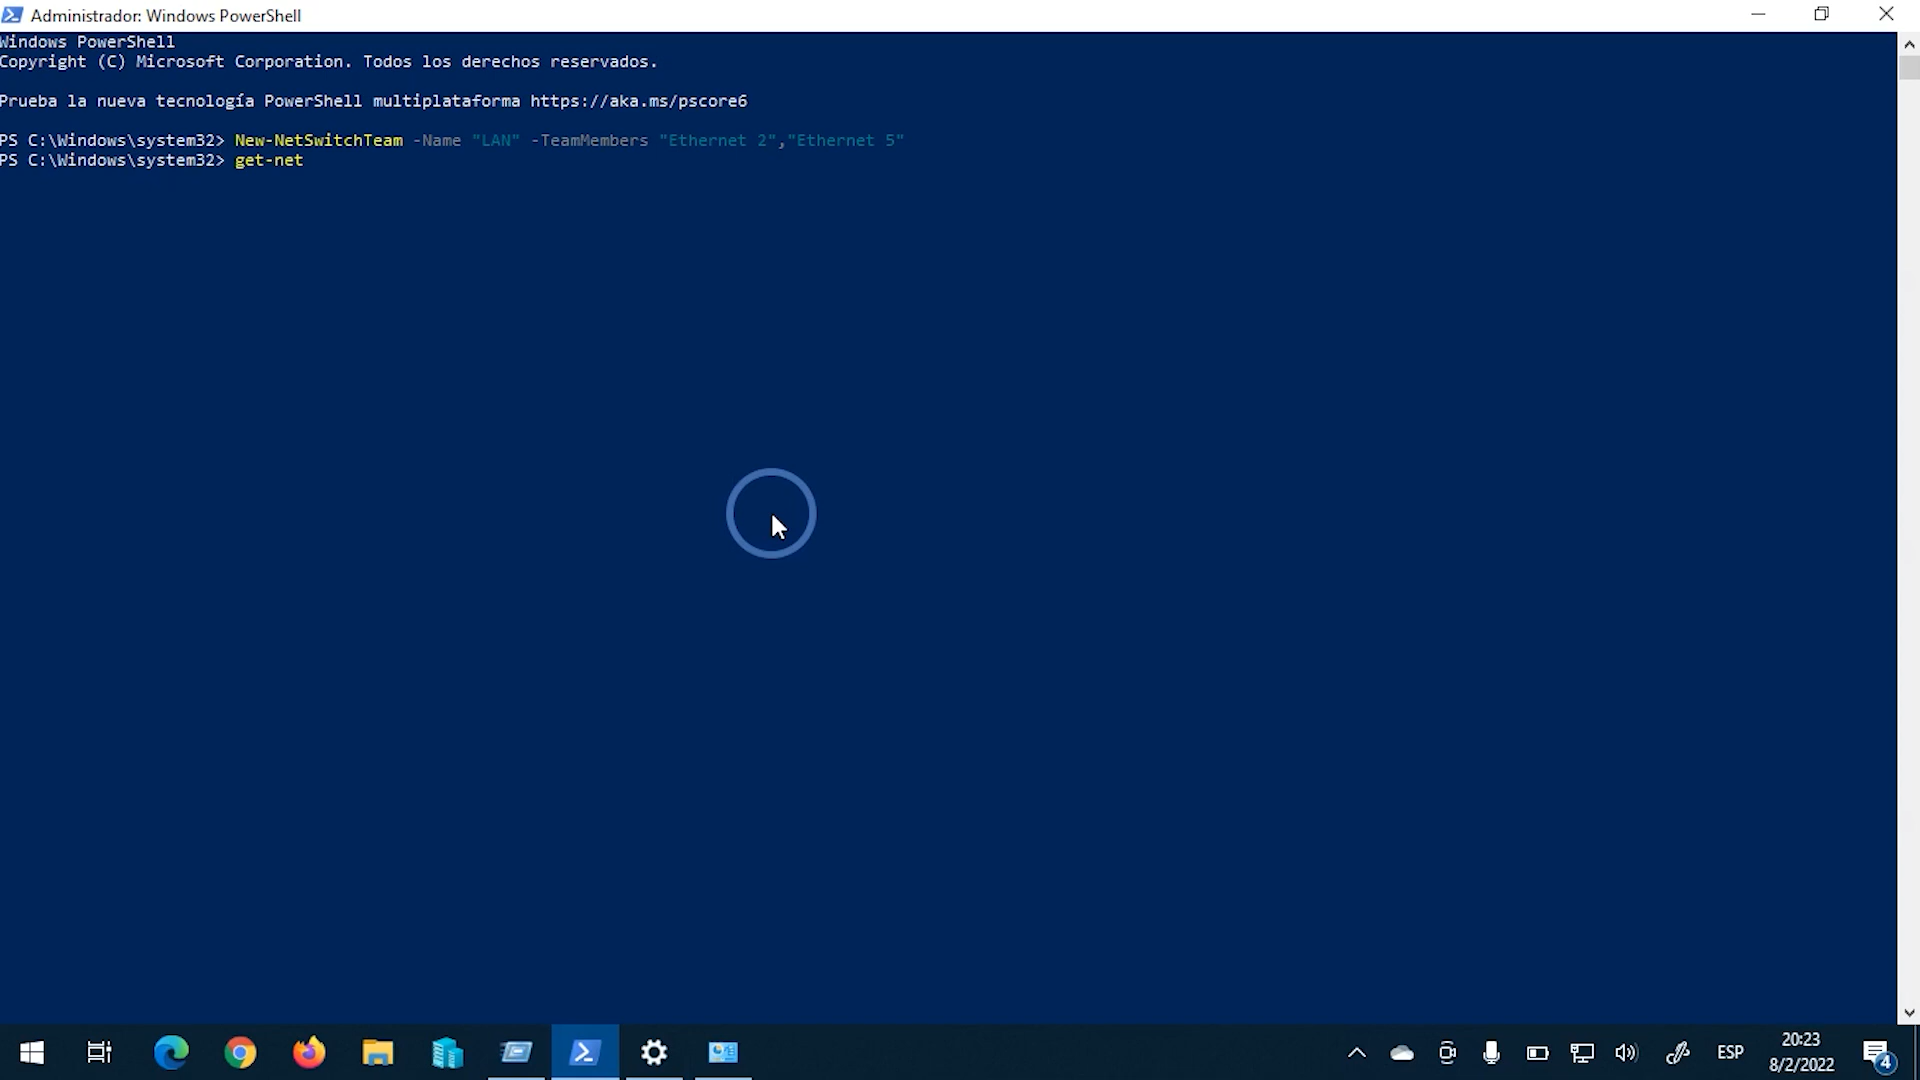 Administrador: Windows PowerShell
Windows PowerShell
Copyright (C) Microsoft Corporation. Todos los derechos reservados.
Prueba la nueva tecnología PowerShell multiplataforma https://aka.ms/pscore6
PS C:\Windows\system32> New-NetSwitchTeam -Name "LAN" -TeamMembers "Ethernet 2","Ethernet 5"
PS C:\Windows\system32> get-net
ESP
20:23
8/2/2022
4